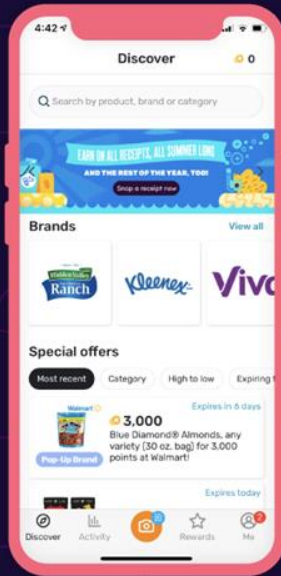 4:42
Discover
0
Search by product, brand or category
EARN ON ALL RECEIPTS, ALL SUMMER LONG
AND THE REST OF THE YEAR, TOO!
Snap a receipt now
Brands
View all
Hidden Valley
Ranch
Kleenex
Viv
Special offers
Most recent
Category
High to low
Expiring
Walmart
Expires in 6 days
3,000
Blue Diamond® Almonds, any
variety (30 oz. bag) for 3,000
points at Walmart!
Pop-Up Brand
Expires today
Discover
Activity
Rewards
Me
2